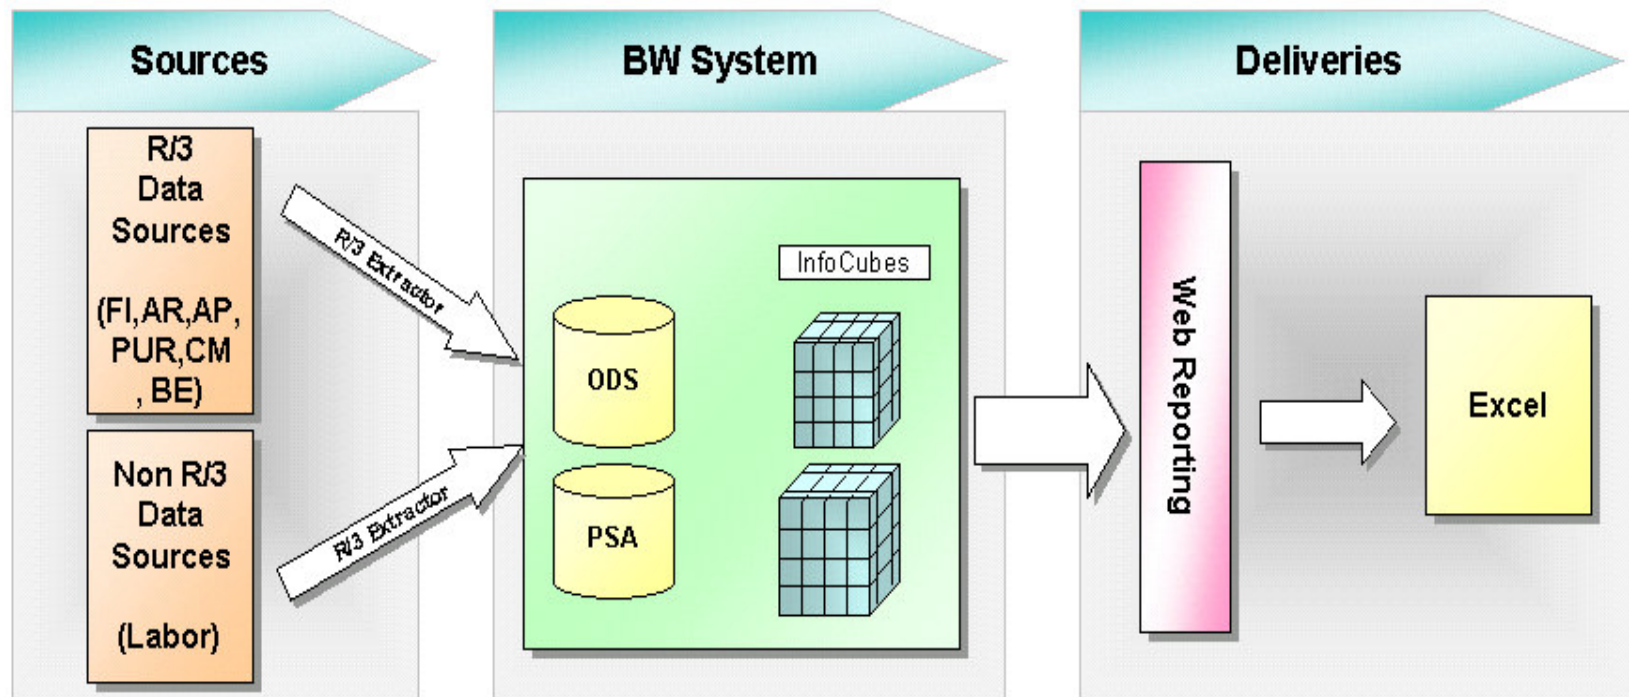 Sources
BW System
Deliveries
R/3
Data
Sources
(FI,AR,AP,
PUR,CM
, BE)
Non R/3
Data
Sources
(Labor)
R/3 Extractor
R/3 Extractor
InfoCubes
ODS
PSA
Web Reporting
Excel